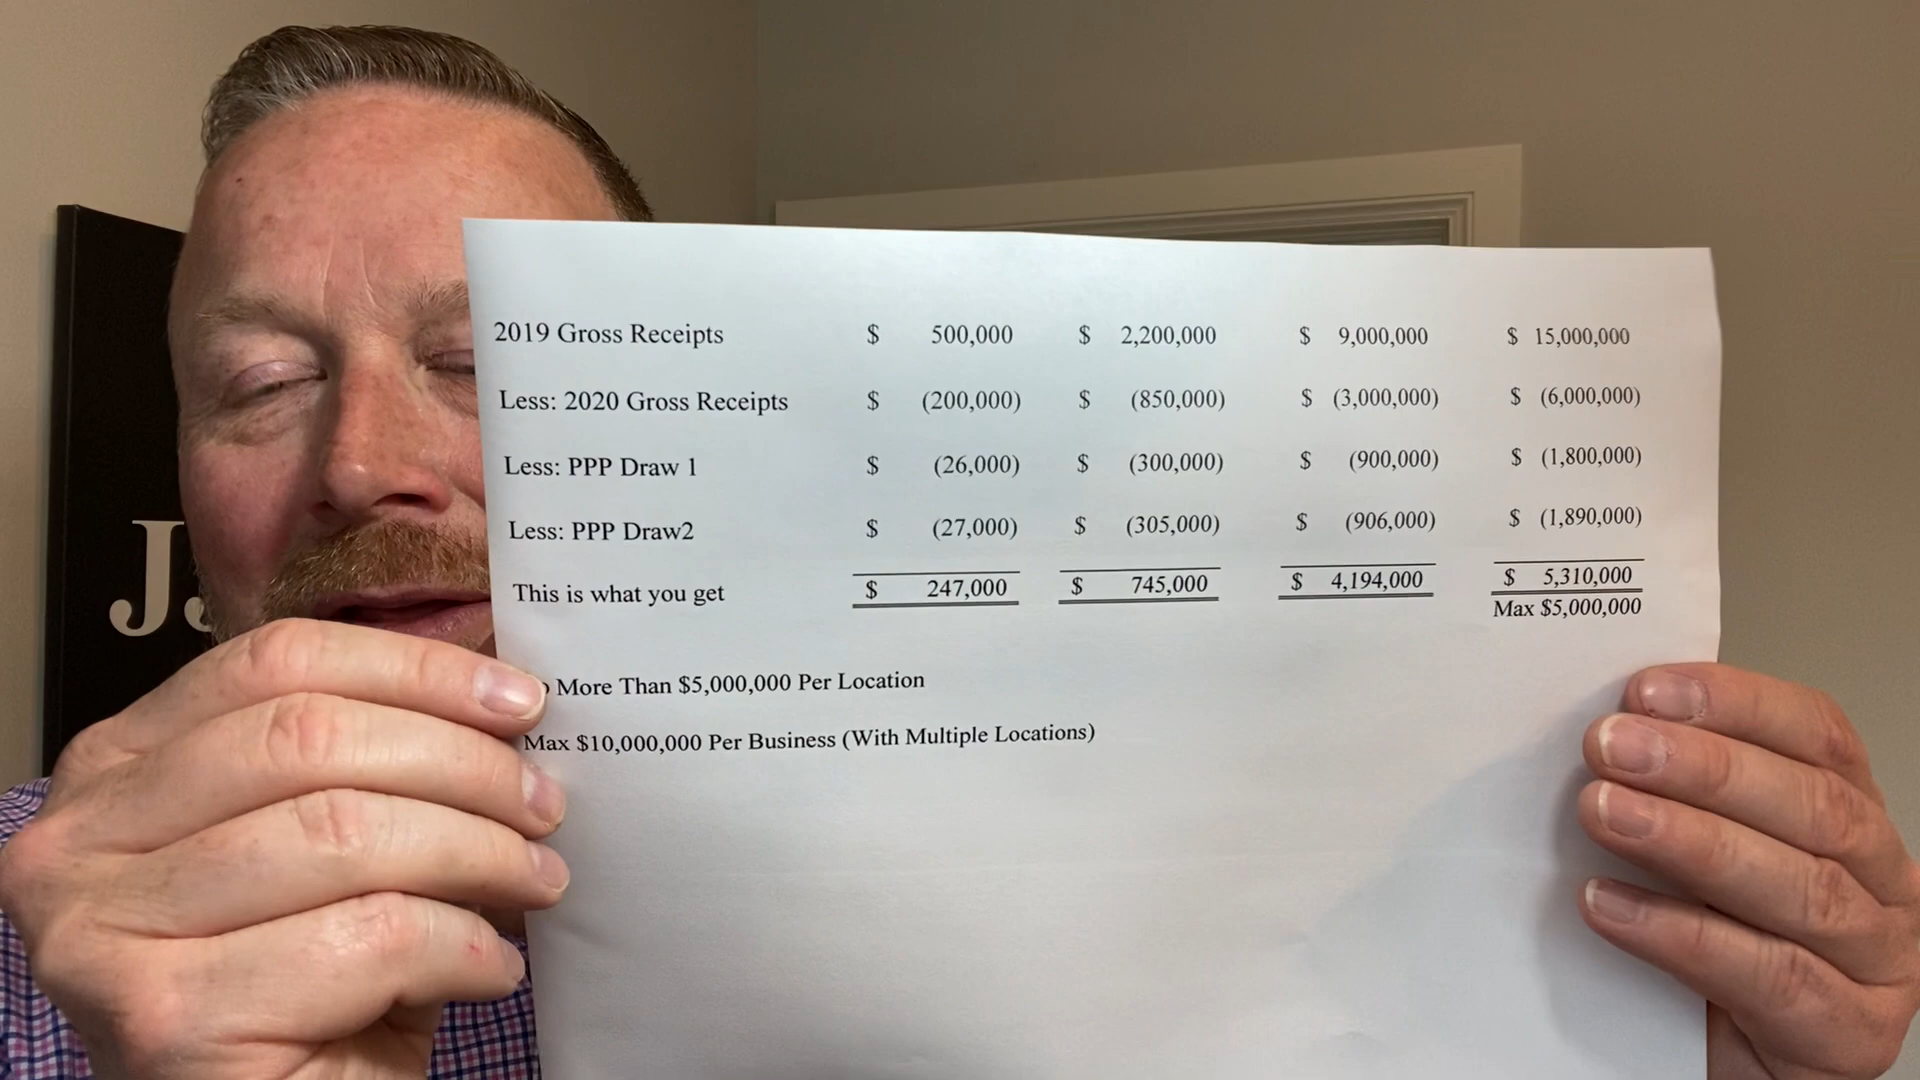 2019 Gross Receipts $ 500,000 $ 2,200,000 $ 9,000,000 $ 15,000,000
Less: 2020 Gross Receipts $ (200,000) $ (850,000) $ (3,000,000) $ (6,000,000)
Less: PPP Draw 1 $ (26,000) $ (300,000) $ (900,000) $ (1,800,000)
Less: PPP Draw2 $ (27,000) $ (305,000) $ (906,000) $ (1,890,000)
This is what you get $ 247,000 $ 745,000 $ 4,194,000 $ 5,310,000
Max $5,000,000
More Than $5,000,000 Per Location
Max $10,000,000 Per Business (With Multiple Locations)